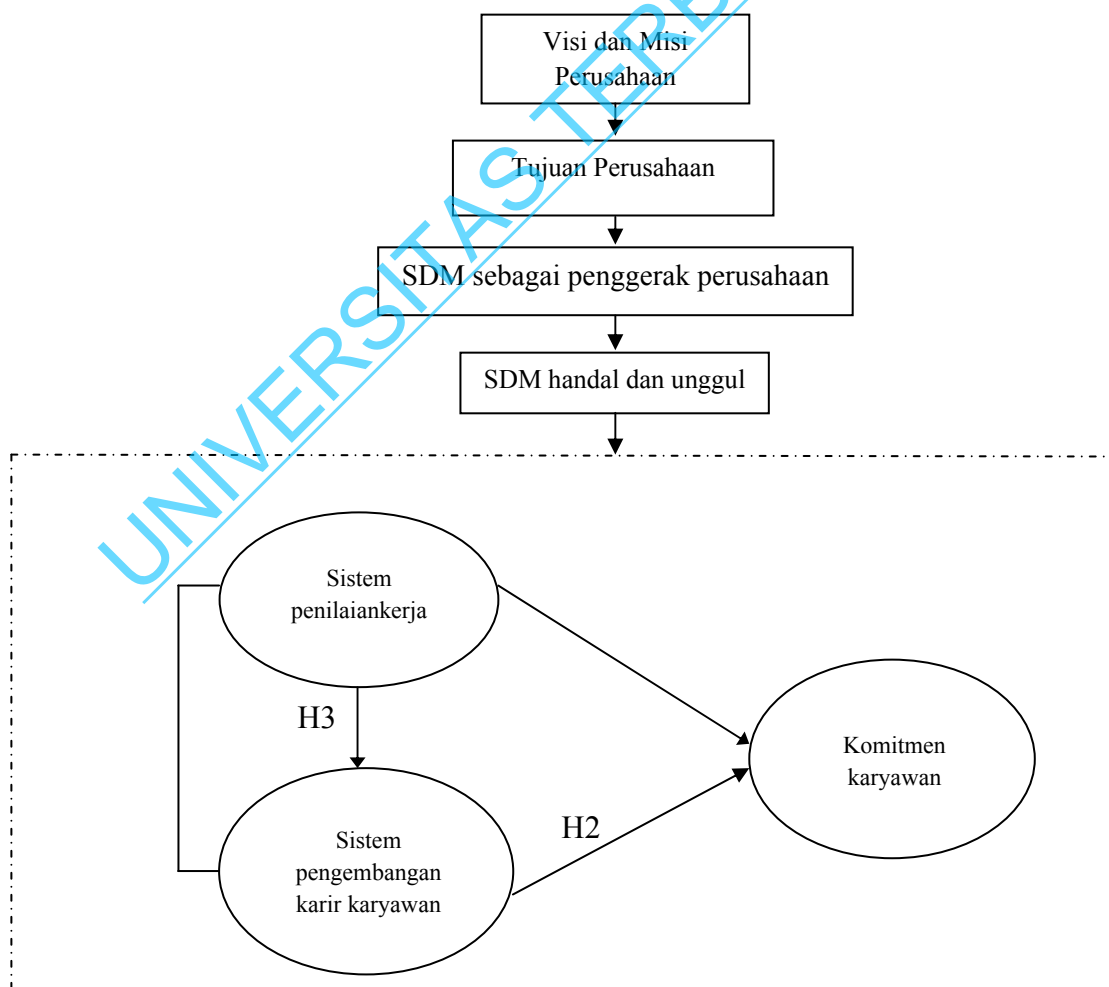 Visi dan Misi
Perusahaan
Tujuan Perusahaan
SDM sebagai penggerak perusahaan
SDM handal dan unggul
UNIVERSITAS
Sistem
penilaiankerja
H3
Komitmen
karyawan
H2
Sistem
pengembangan
karir karyawan